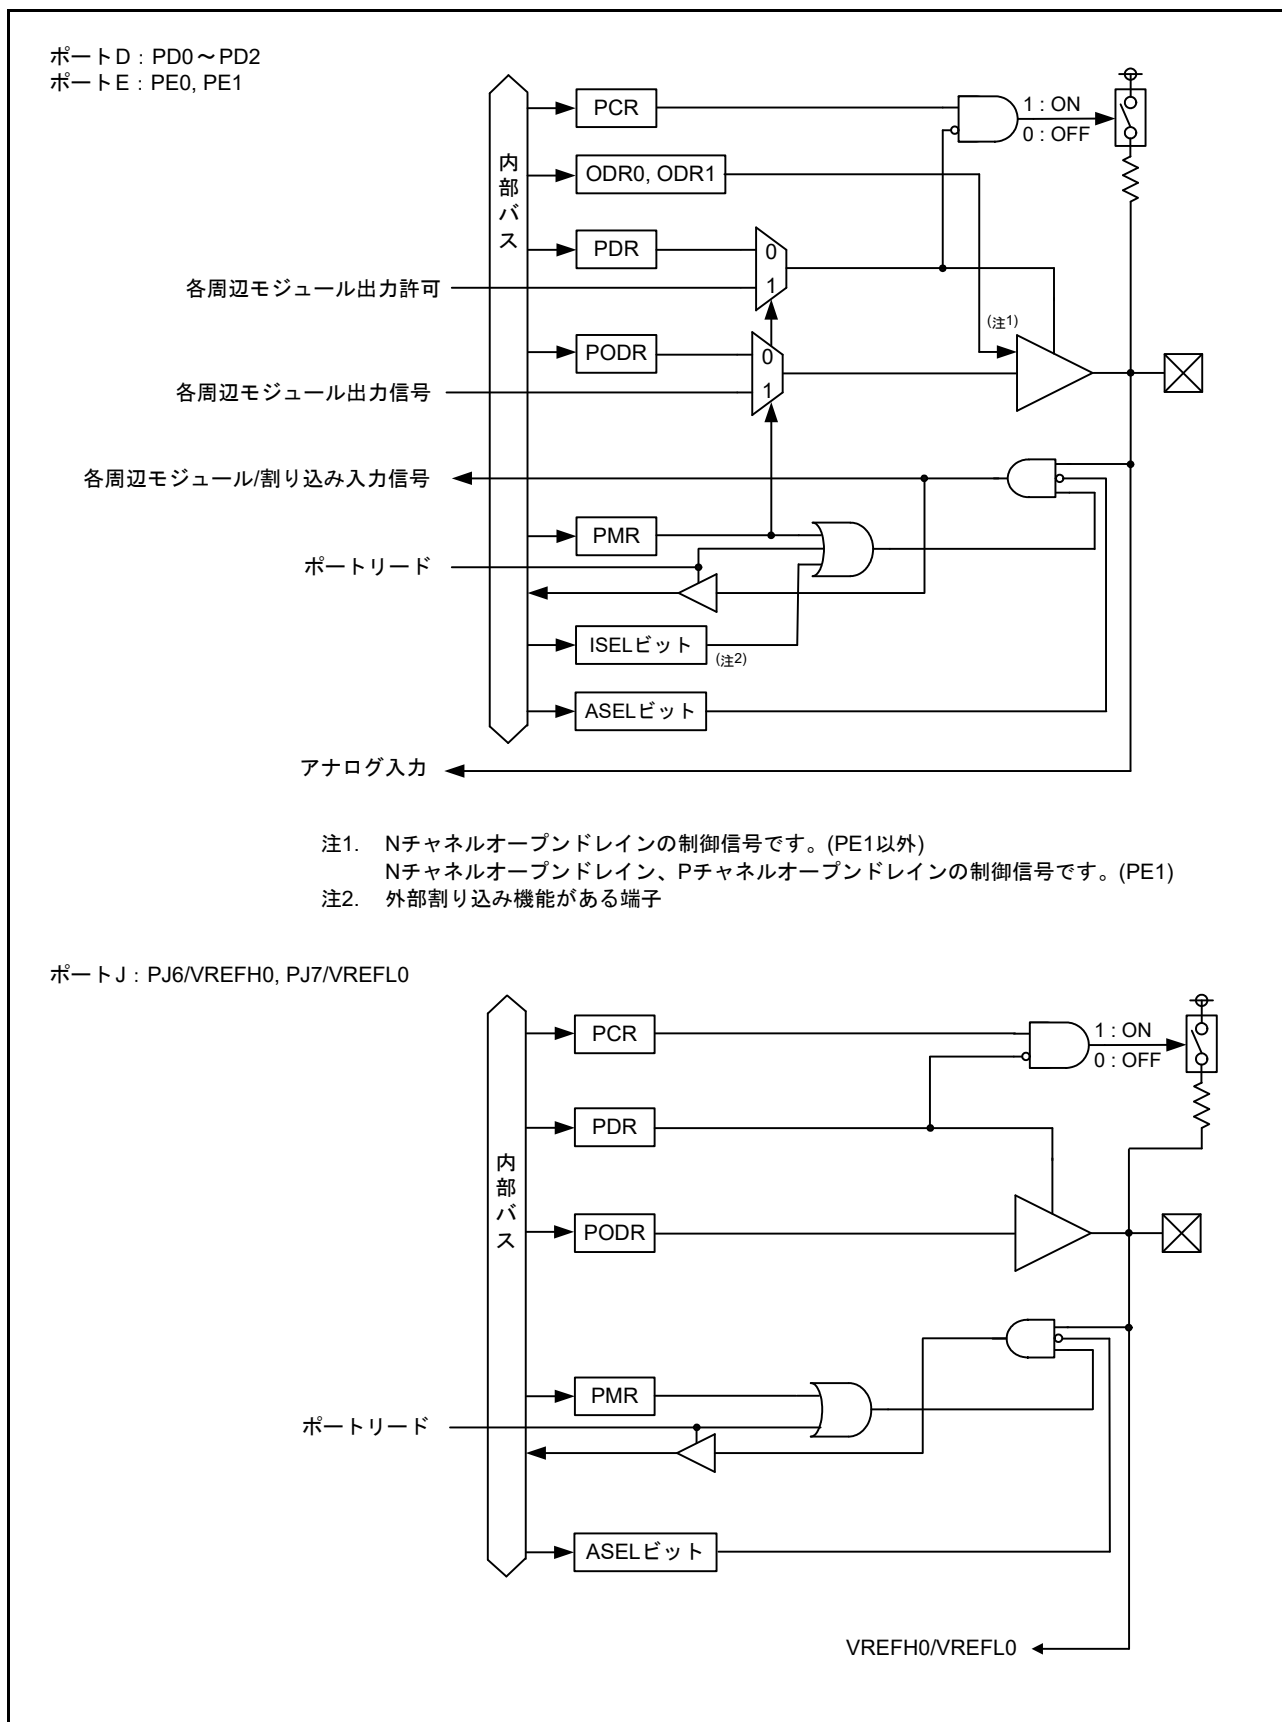 ポートD : PD0～PD2
ポートE : PE0, PE1
内部バス
PCR
1 : ON
0 : OFF
ODR0, ODR1
PDR
0
1
各周辺モジュール出力許可
(注1)
PODR
0
1
各周辺モジュール出力信号
各周辺モジュール/割り込み入力信号
PMR
ポートリード
ISELビット
(注2)
ASELビット
アナログ入力
注1. Nチャネルオープンドレインの制御信号です。(PE1以外)
Nチャネルオープンドレイン、Pチャネルオープンドレインの制御信号です。(PE1)
注2. 外部割り込み機能がある端子
ポートJ : PJ6/VREFH0, PJ7/VREFL0
内部バス
PCR
1 : ON
0 : OFF
PDR
PODR
PMR
ポートリード
ASELビット
VREFH0/VREFL0